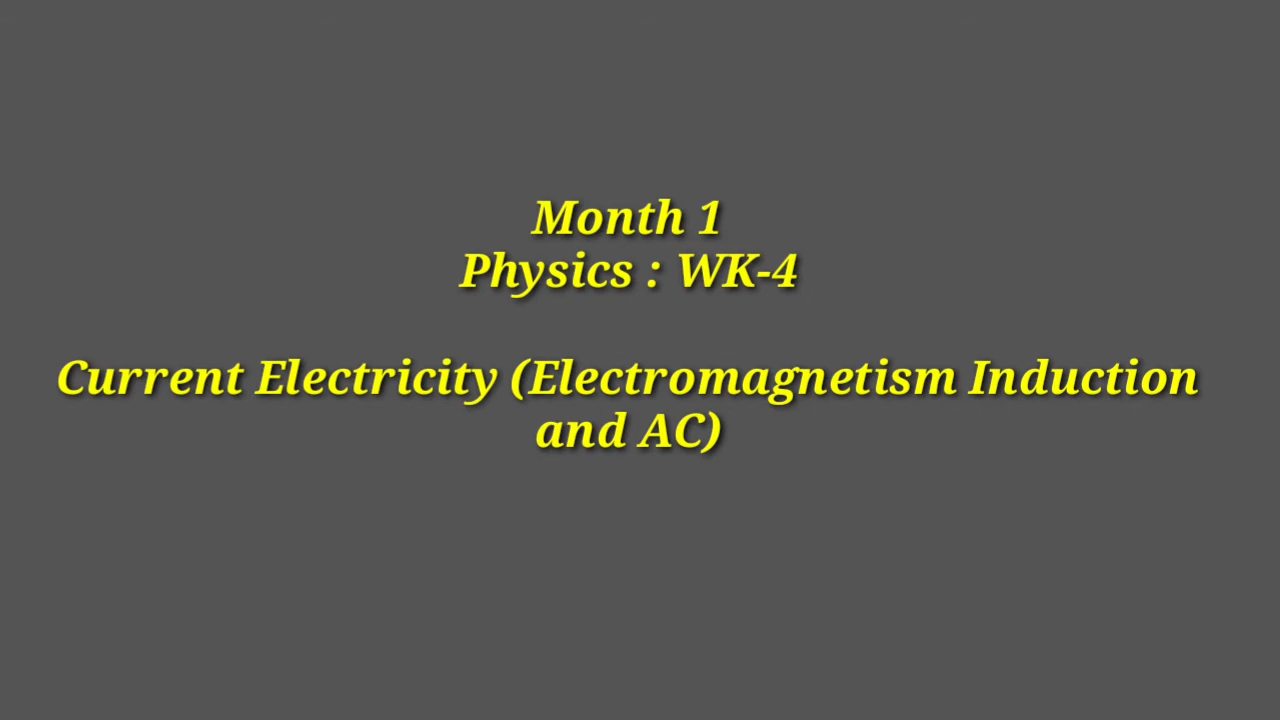 Month 1
Physics : WK-4
Current Electricity (Electromagnetism Induction
and AC)